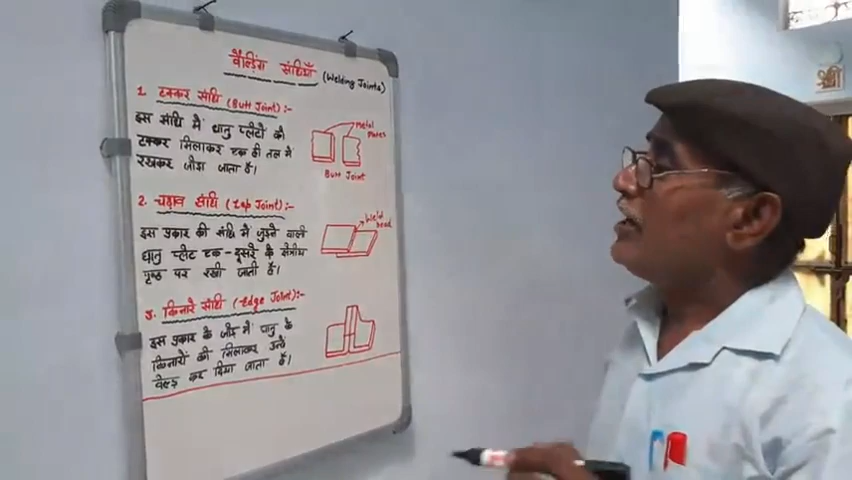 वैल्डिंग संधियाँ (Welding Joints)
1. टक्कर संधि (Butt Joint):-
इस संधि में धातु प्लेटों को
टक्कर मिलाकर एक ही तल में
रखकर जोड़ा जाता है।
Metal
Plates
Butt Joint
2. चढ़ाव संधि (Lap Joint):-
इस प्रकार की संधि में जुड़ने वाली
धातु प्लेट एक-दूसरे के क्षेत्रीय
पृष्ठ पर रखी जाती है।
Weld
Bead
3. किनारे संधि (Edge Joint):-
इस प्रकार के जोड़ में धातु के
किनारों को मिलाकर उन्हें
वेल्ड कर दिया जाता है।
श्री